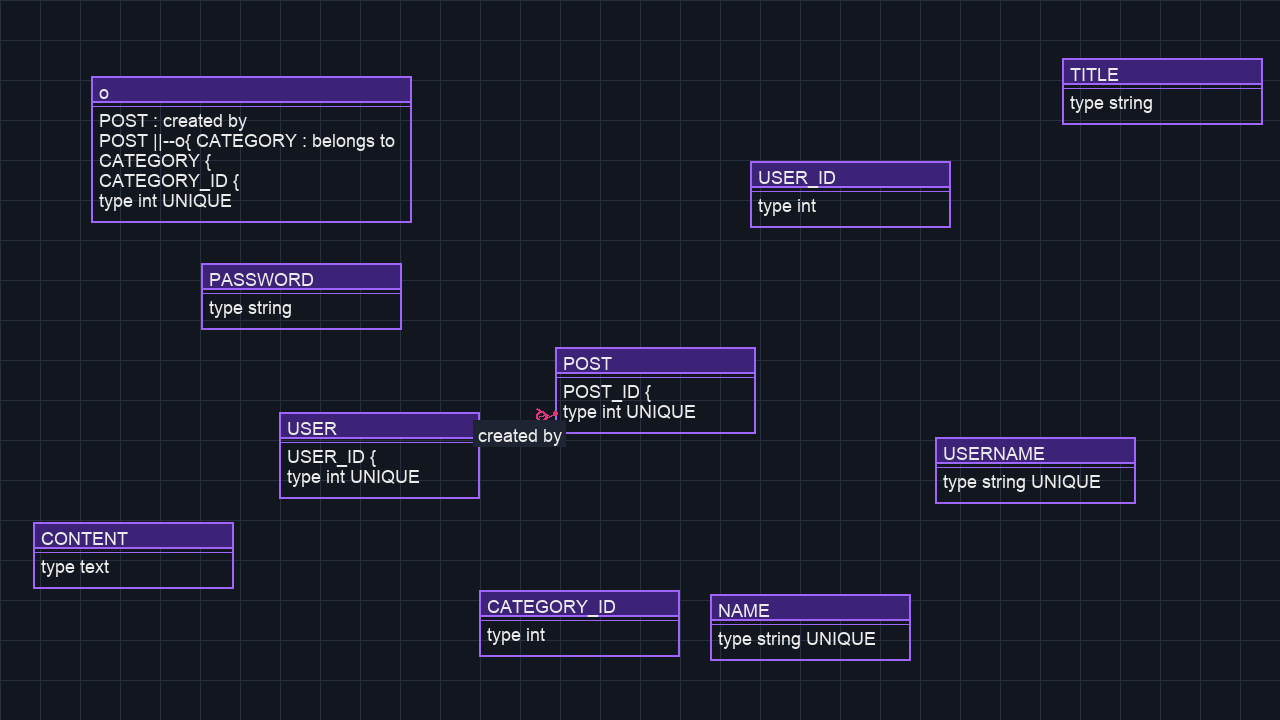 o
POST : created by
POST ||--o{ CATEGORY : belongs to
CATEGORY {
CATEGORY_ID {
type int UNIQUE
TITLE
type string
USER_ID
type int
PASSWORD
type string
POST
POST_ID {
type int UNIQUE
USER
USER_ID {
type int UNIQUE
created by
USERNAME
type string UNIQUE
CONTENT
type text
CATEGORY_ID
type int
NAME
type string UNIQUE